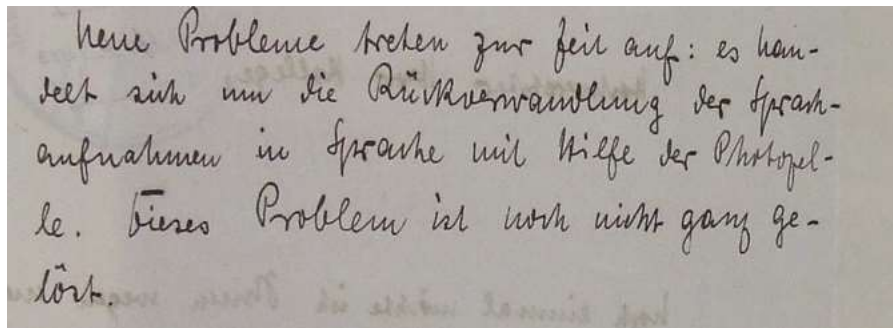 Neue Probleme treten zur Zeit auf: es han-
delt sich um die Rückverwandlung der Sprach-
aufnahmen in Sprache mit Hilfe der Photozel-
le. Dieses Problem ist noch nicht ganz ge-
löst.